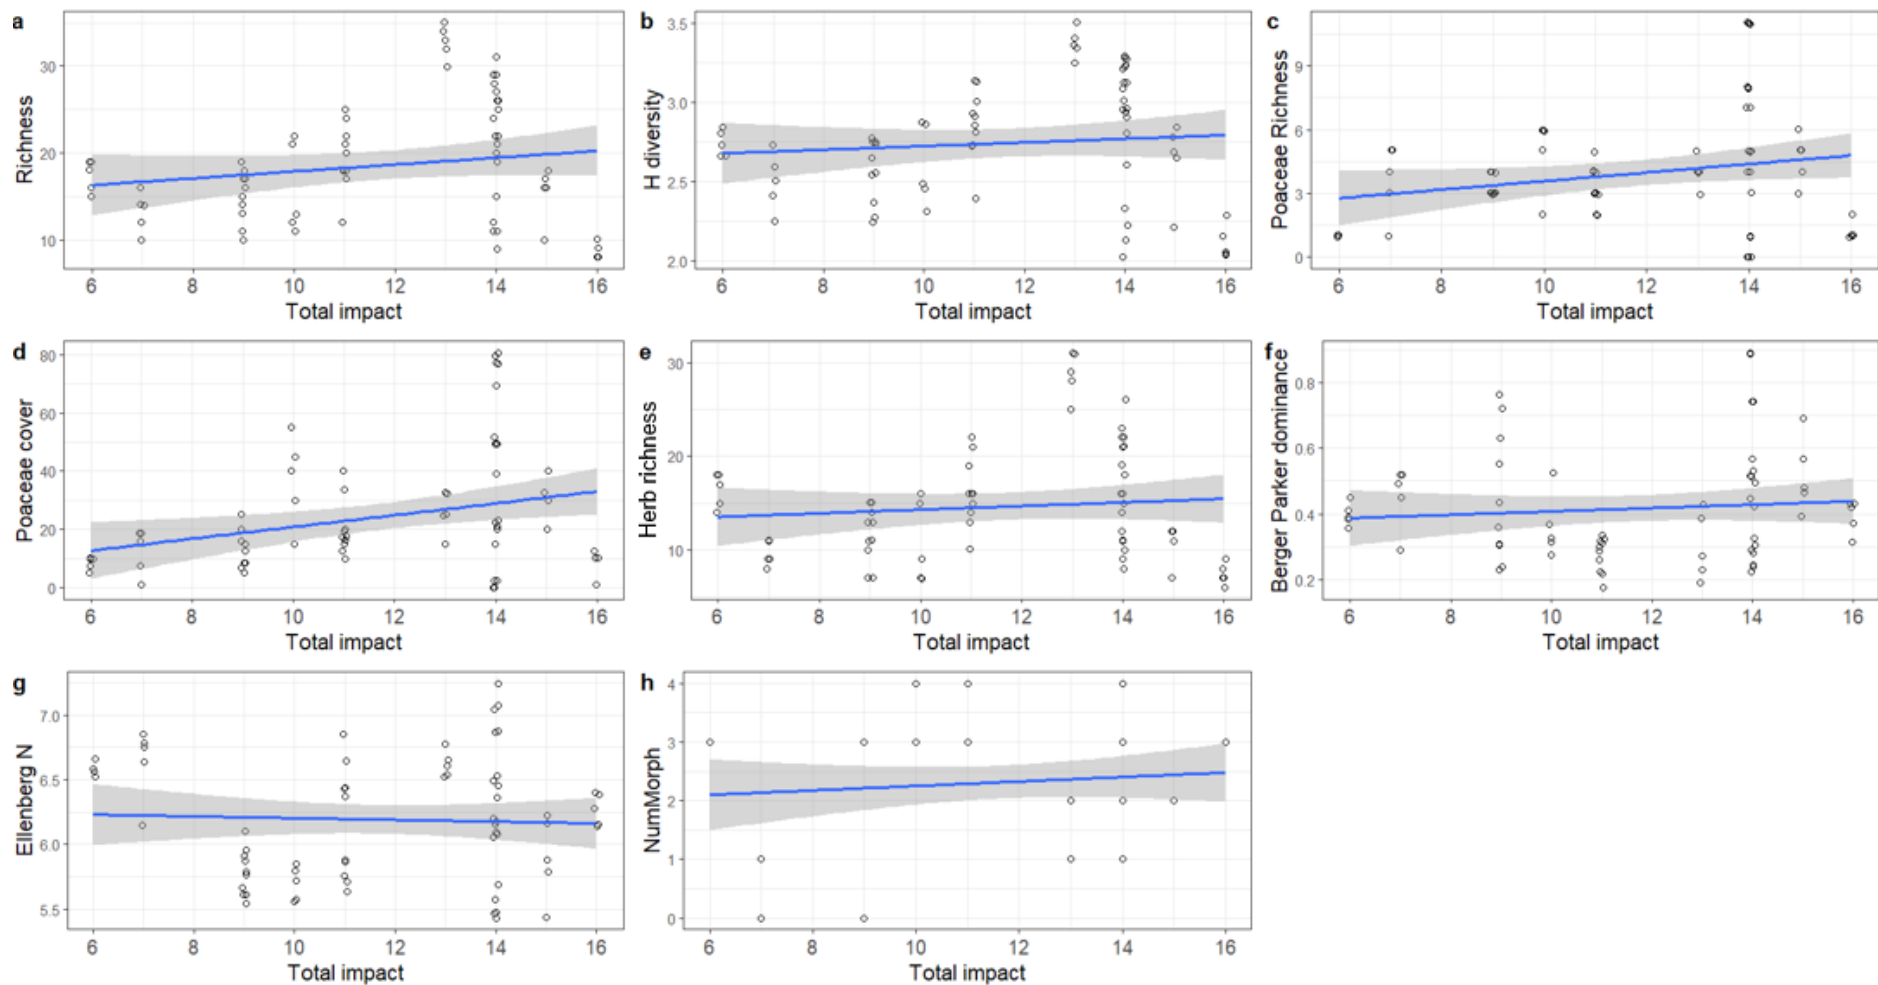 a
Richness
30
20
10
6 8 10 12 14 16
Total impact
b
H diversity
3.5
3.0
2.5
2.0
6 8 10 12 14 16
Total impact
c
Poaceae Richness
9
6
3
0
6 8 10 12 14 16
Total impact
d
Poaceae cover
80
60
40
20
0
6 8 10 12 14 16
Total impact
e
Herb richness
30
20
10
6 8 10 12 14 16
Total impact
f
Berger Parker dominance
0.8
0.6
0.4
0.2
6 8 10 12 14 16
Total impact
g
Ellenberg N
7.0
6.5
6.0
5.5
6 8 10 12 14 16
Total impact
h
NumMorph
4
3
2
1
0
6 8 10 12 14 16
Total impact